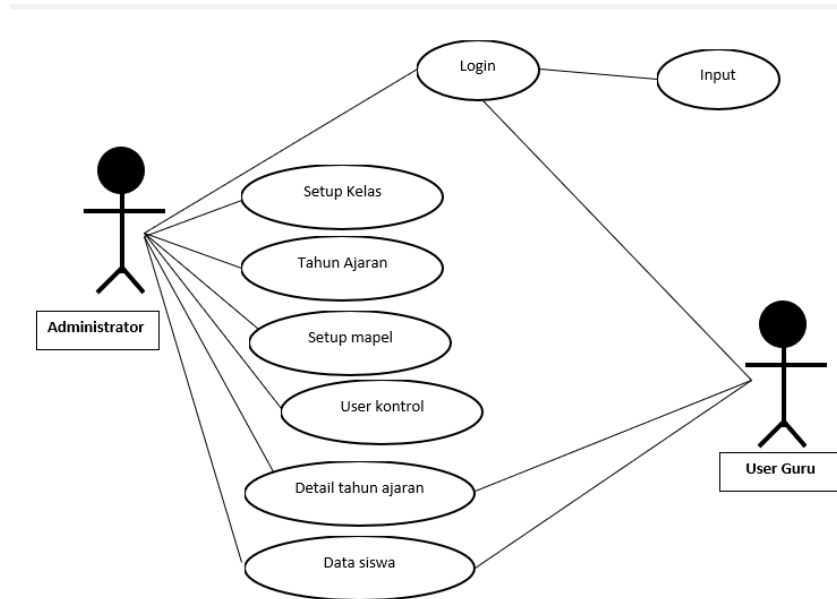 Login
Input
Setup Kelas
Tahun Ajaran
Administrator
Setup mapel
User kontrol
User Guru
Detail tahun ajaran
Data siswa